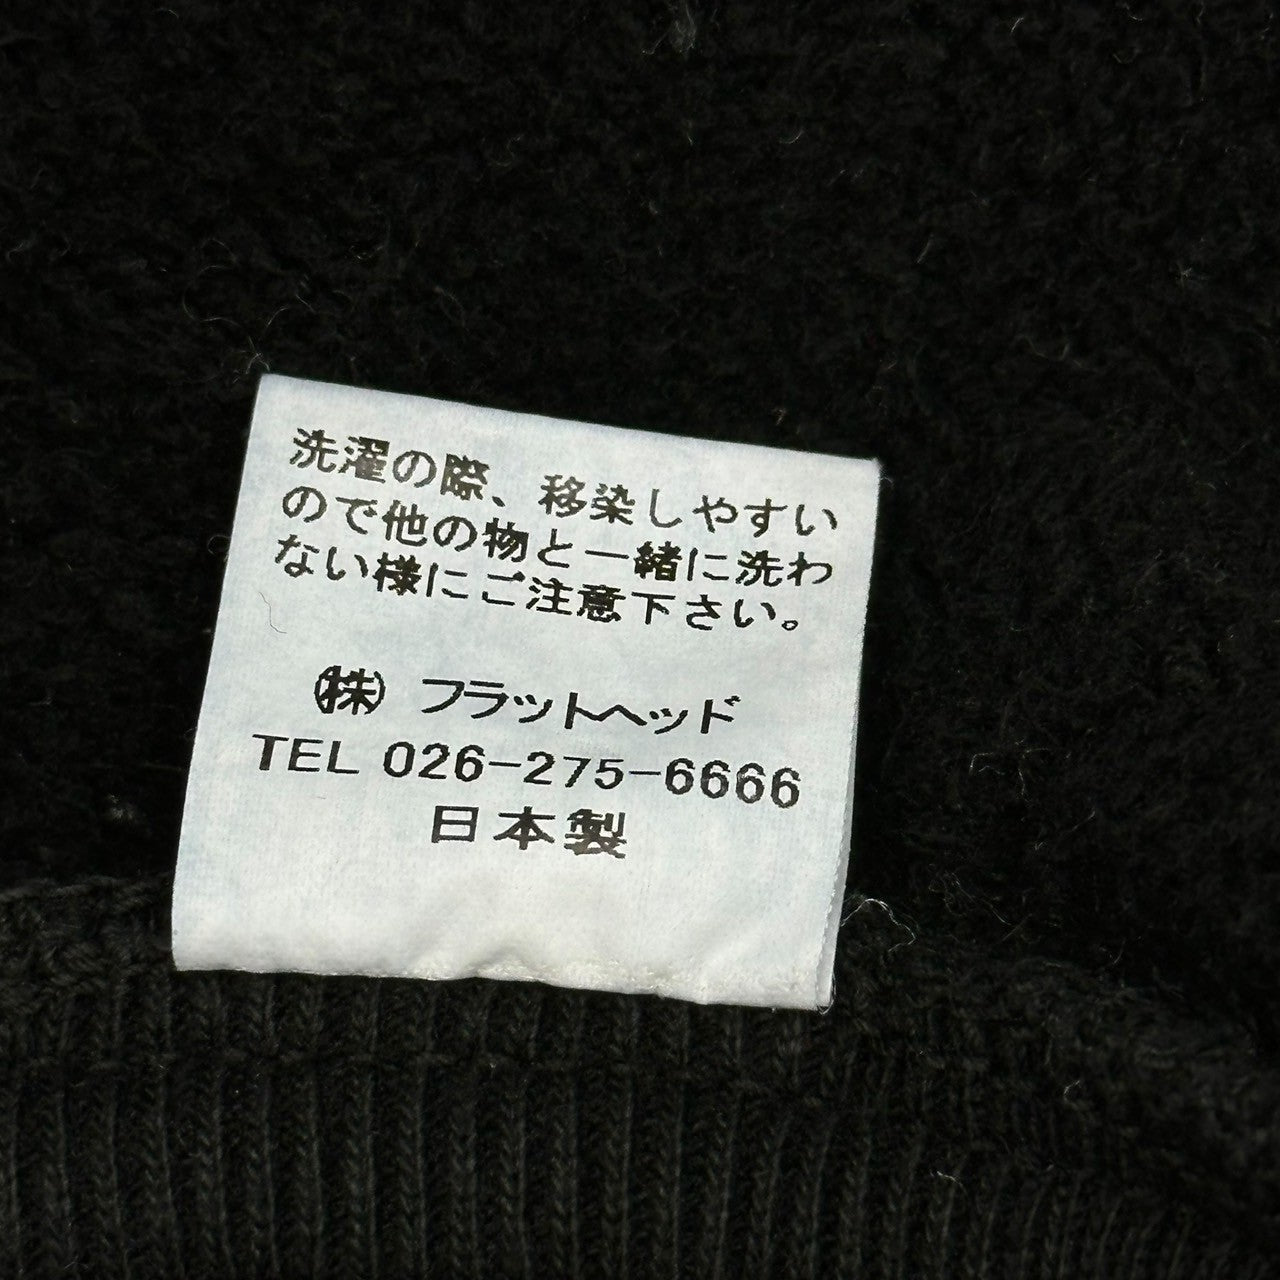 洗濯の際、移染しやすい
ので他の物と一緒に洗わ
ない様にご注意下さい。
㈱ フラットヘッド
TEL 026-275-6666
日本製